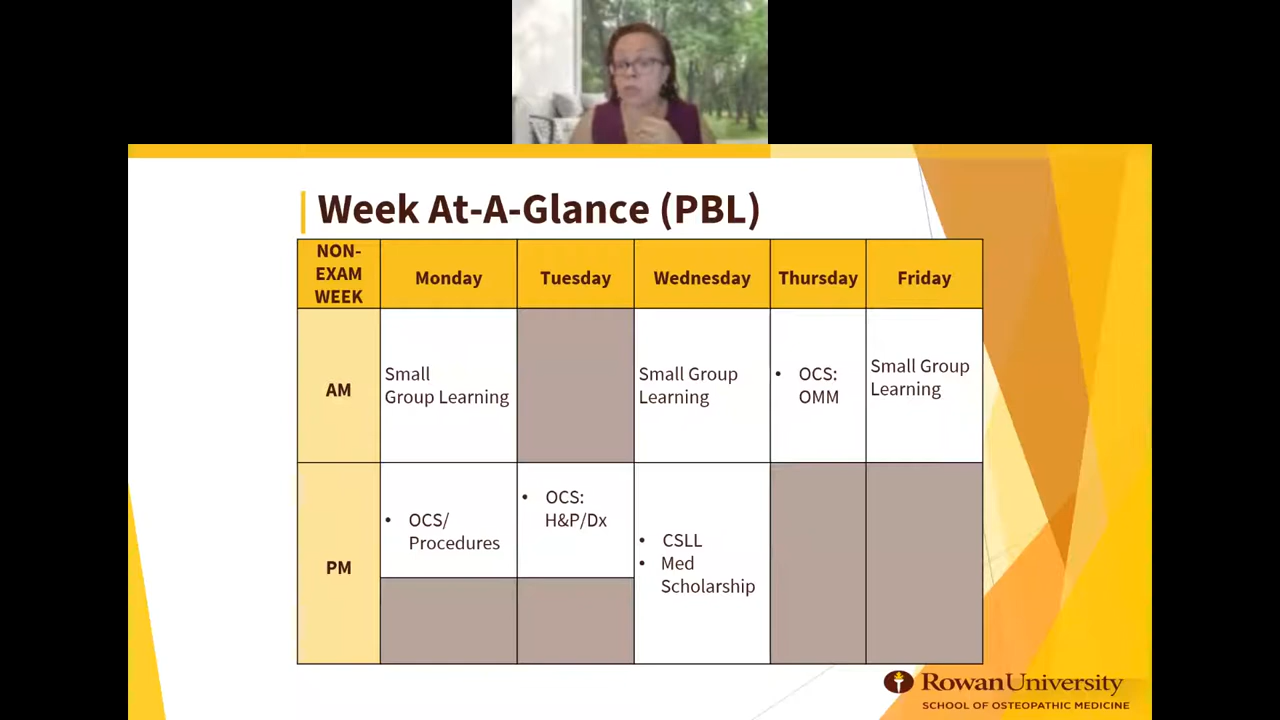 Week At-A-Glance (PBL)
NON-
EXAM
WEEK
Monday
Tuesday
Wednesday
Thursday
Friday
AM
Small
Group Learning
Small Group
Learning
• OCS:
OMM
Small Group
Learning
PM
• OCS/
Procedures
• OCS:
H&P/Dx
• CSLL
• Med
Scholarship
RowanUniversity
SCHOOL OF OSTEOPATHIC MEDICINE